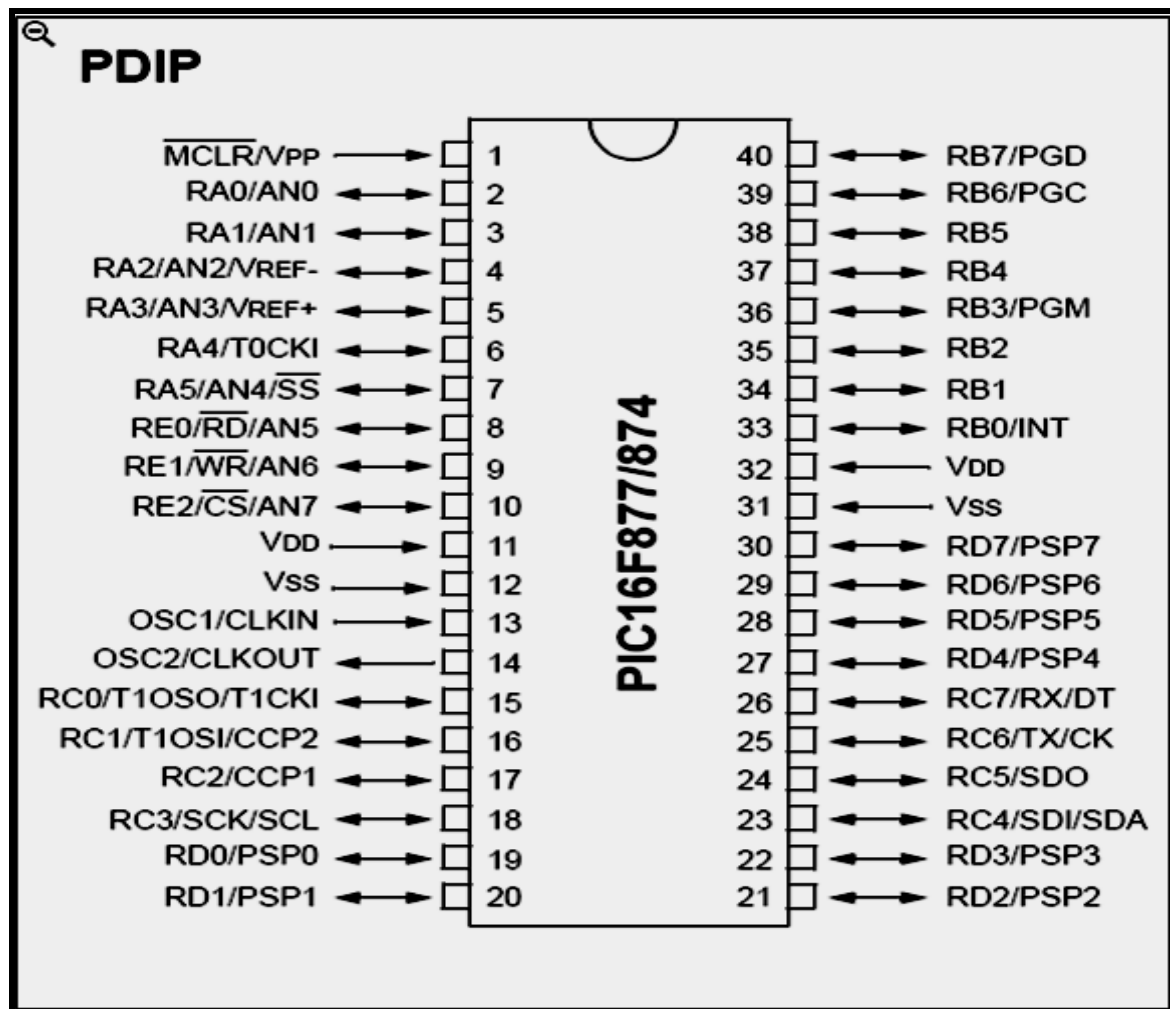 PDIP
MCLR/VPP 1 40 RB7/PGD
RA0/AN0 2 39 RB6/PGC
RA1/AN1 3 38 RB5
RA2/AN2/VREF- 4 37 RB4
RA3/AN3/VREF+ 5 36 RB3/PGM
RA4/T0CKI 6 35 RB2
RA5/AN4/SS 7 34 RB1
RE0/RD/AN5 8 33 RB0/INT
RE1/WR/AN6 9 32 VDD
RE2/CS/AN7 10 31 VSS
VDD 11 30 RD7/PSP7
VSS 12 29 RD6/PSP6
OSC1/CLKIN 13 28 RD5/PSP5
OSC2/CLKOUT 14 27 RD4/PSP4
RC0/T1OSO/T1CKI 15 26 RC7/RX/DT
RC1/T1OSI/CCP2 16 25 RC6/TX/CK
RC2/CCP1 17 24 RC5/SDO
RC3/SCK/SCL 18 23 RC4/SDI/SDA
RD0/PSP0 19 22 RD3/PSP3
RD1/PSP1 20 21 RD2/PSP2
PIC16F877/874